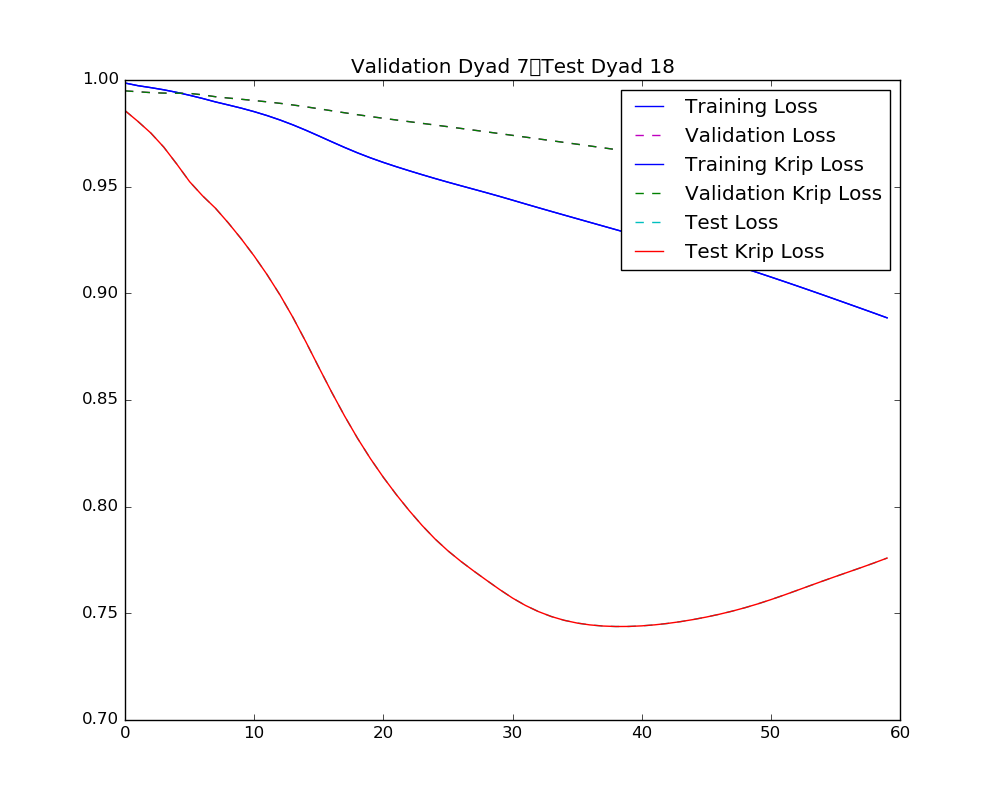 Validation Dyad 7▯Test Dyad 18
1.00
0.95
0.90
0.85
0.80
0.75
0.70
0 10 20 30 40 50 60
Training Loss
Validation Loss
Training Krip Loss
Validation Krip Loss
Test Loss
Test Krip Loss